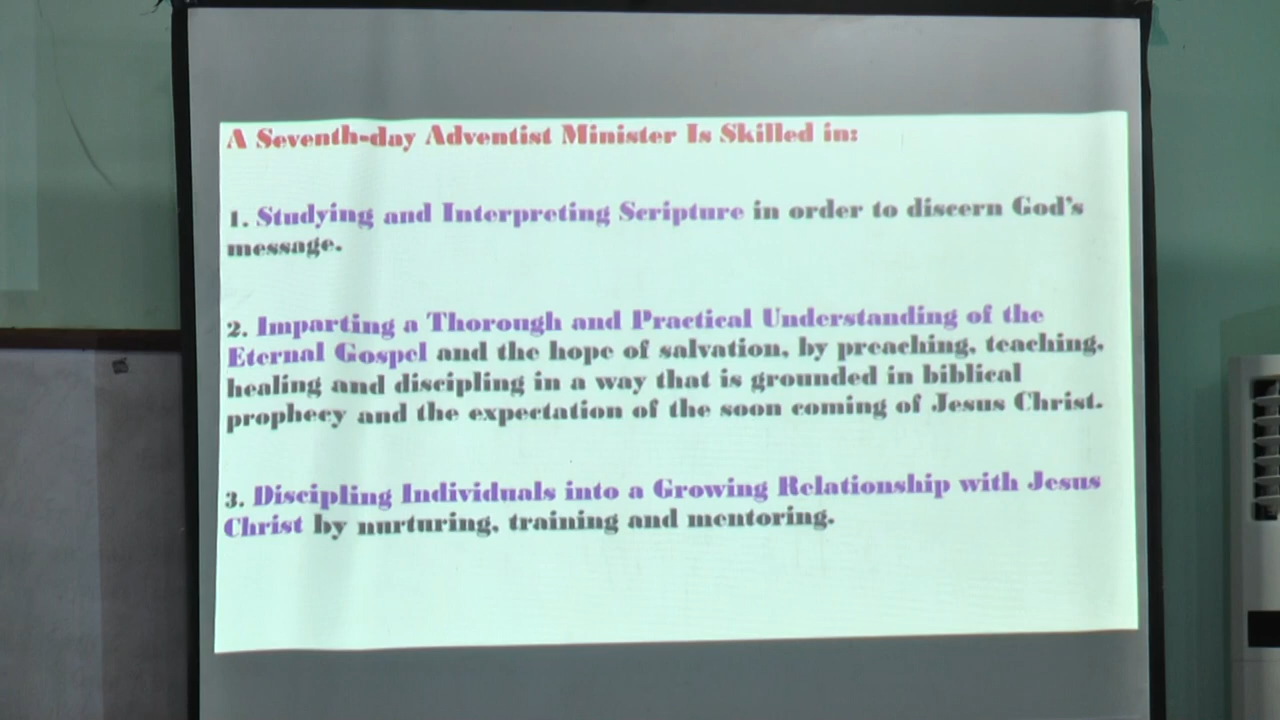 A Seventh-day Adventist Minister Is Skilled in:
1. Studying and Interpreting Scripture in order to discern God's
message.
2. Imparting a Thorough and Practical Understanding of the
Eternal Gospel and the hope of salvation, by preaching, teaching,
healing and discipling in a way that is grounded in biblical
prophecy and the expectation of the soon coming of Jesus Christ.
3. Discipling Individuals into a Growing Relationship with Jesus
Christ by nurturing, training and mentoring.